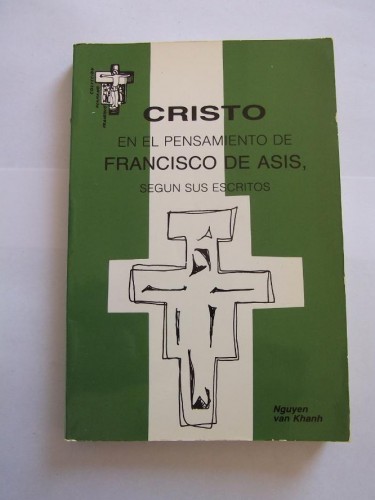 CRISTO
EN EL PENSAMIENTO DE
FRANCISCO DE ASIS,
SEGUN SUS ESCRITOS
Nguyen
van Khanh